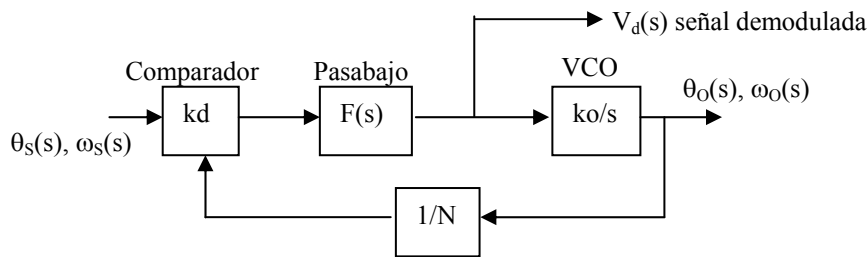 V_d(s) señal demodulada
Comparador
Pasabajo
VCO
kd
F(s)
ko/s
θ_O(s), ω_O(s)
θ_S(s), ω_S(s)
1/N